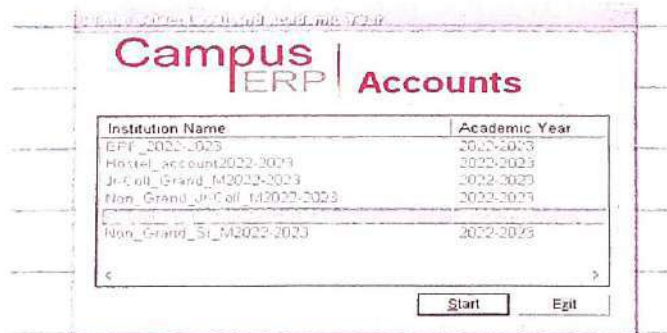 Campus
ERP Accounts
Institution Name Academic Year
EPF_2022-2023 2022-2023
Hostel_account2022-2023 2022-2023
Jr-Coll_Grand_M2022-2023 2022-2023
Non_Grand_Jr-Coll_M2022-2023 2022-2023
Non_Grand_Sr_M2022-2023 2022-2023
Start Exit